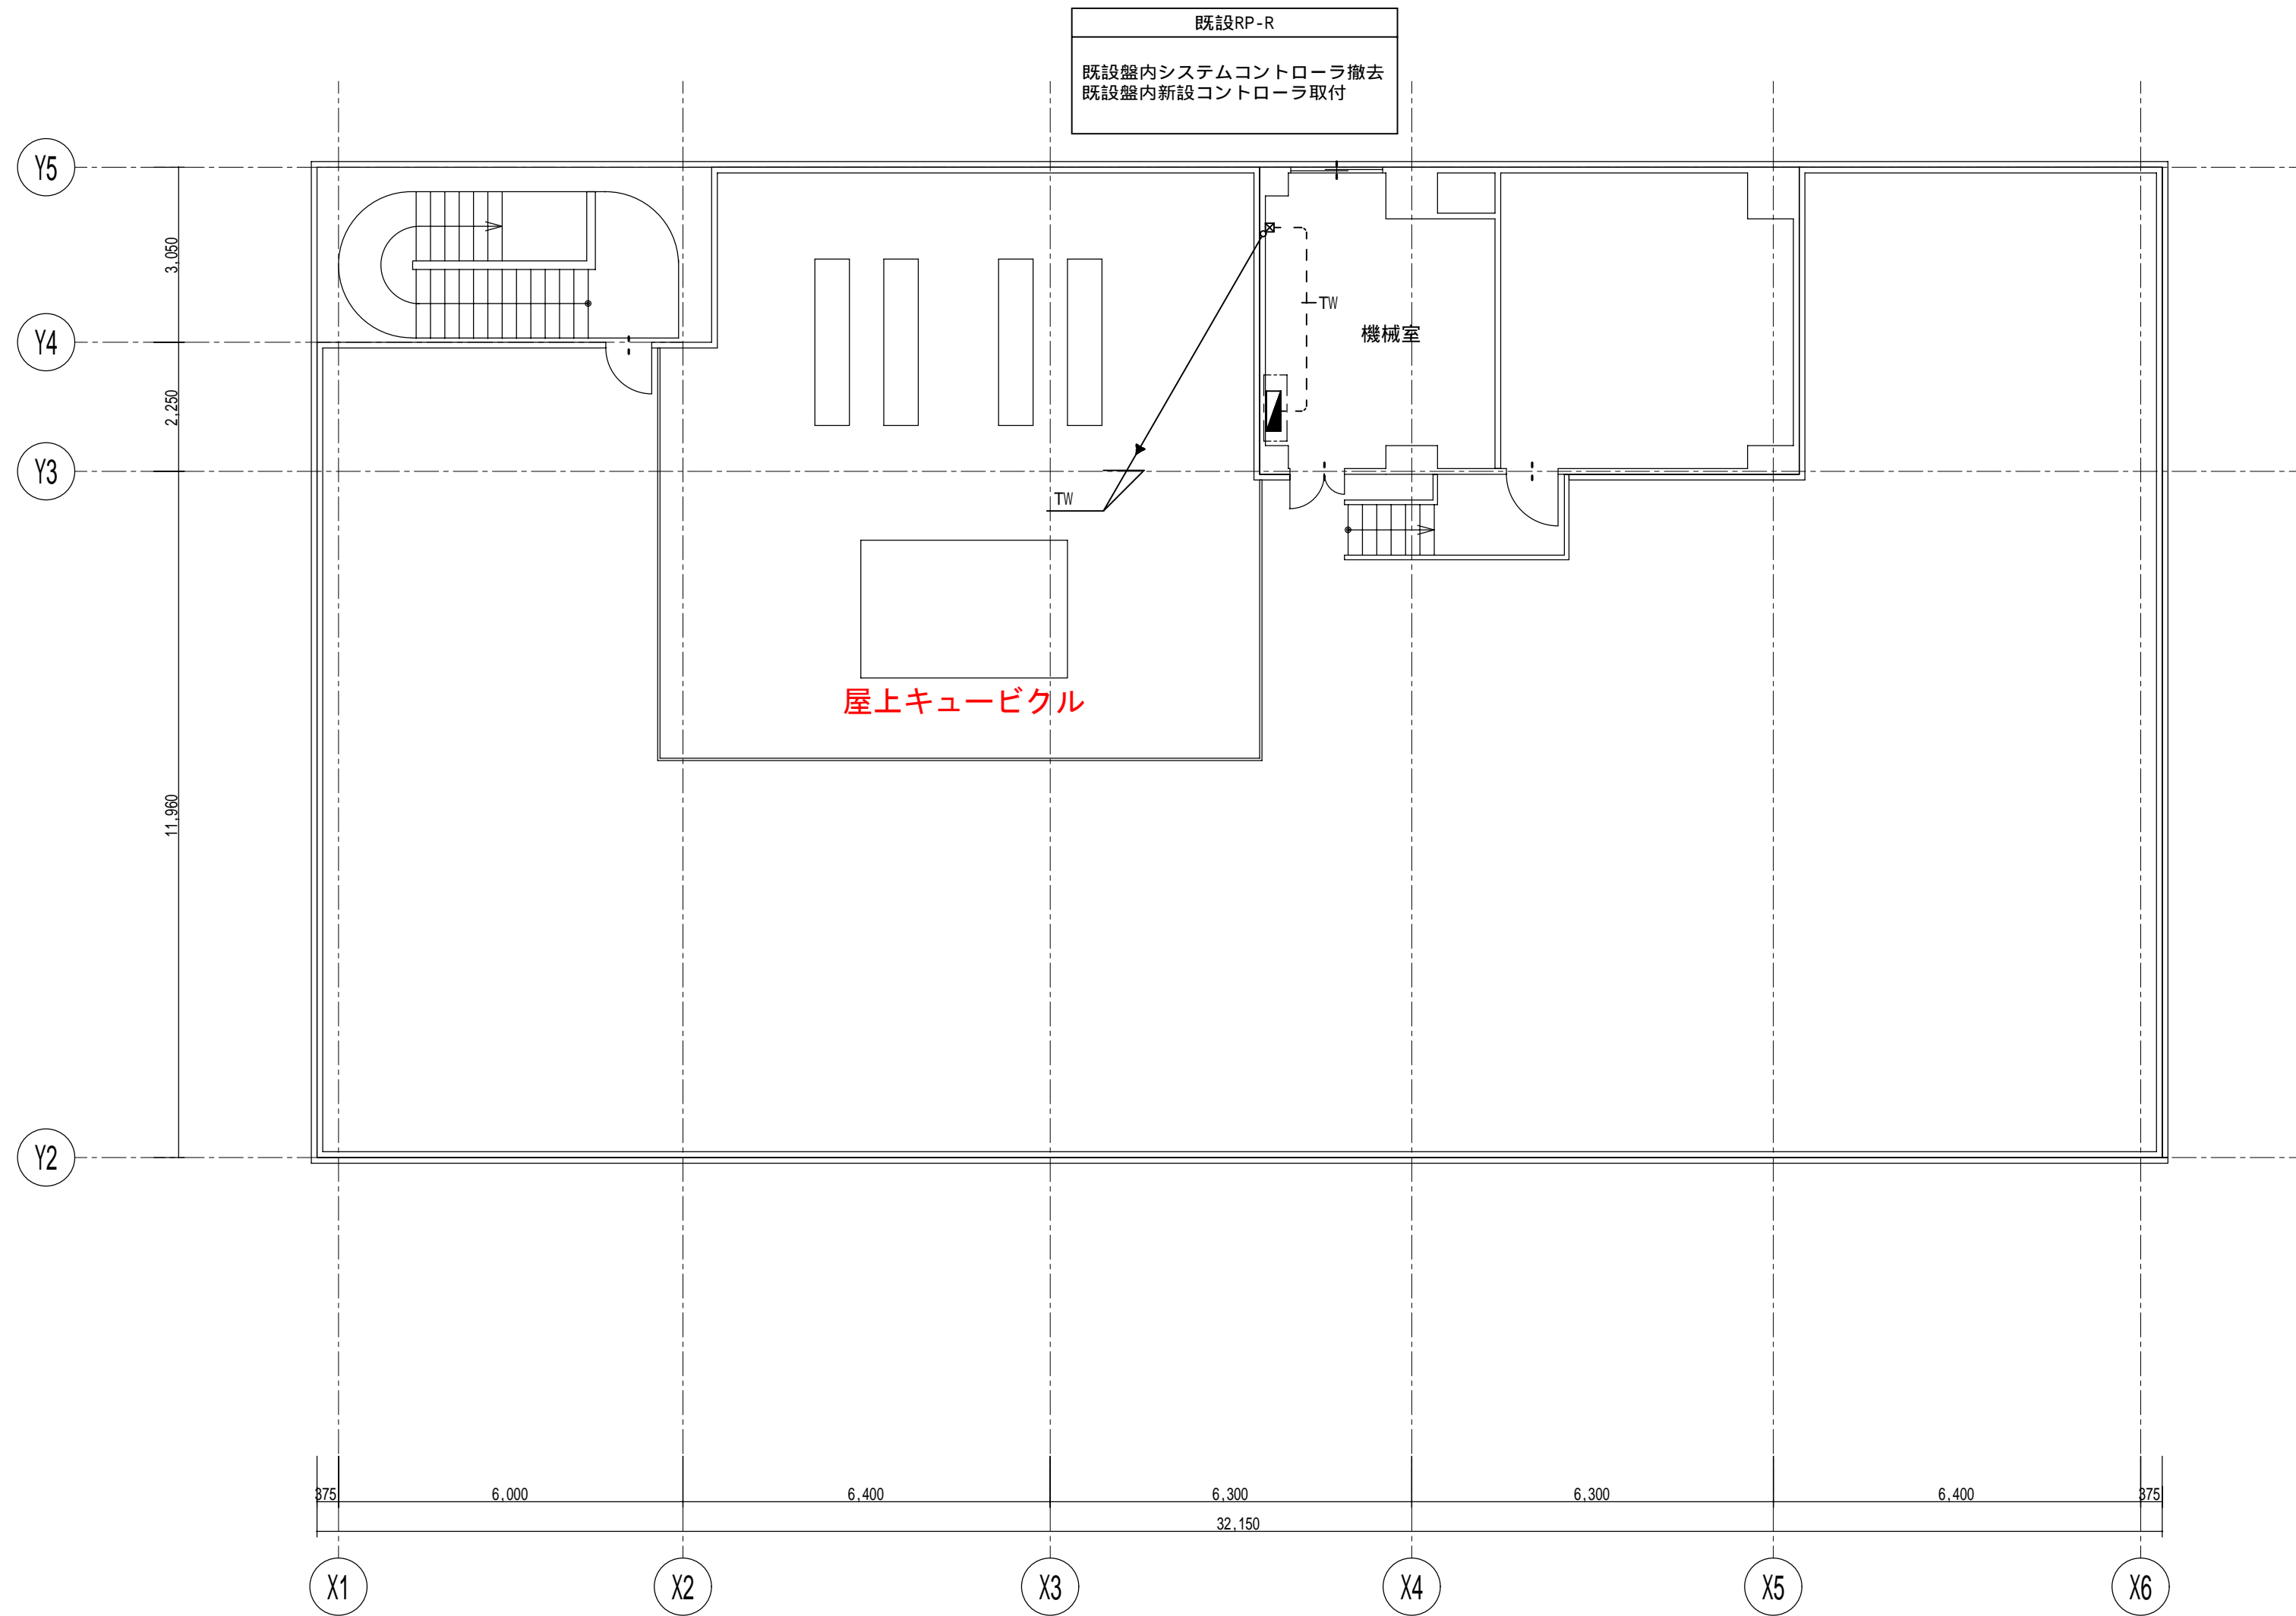 既設RP-R
既設盤内システムコントローラ撤去
既設盤内新設コントローラ取付
Y5
3,050
TW
機械室
Y4
2,250
Y3
TW
屋上キュービクル
11,960
Y2
375
6,000
6,400
6,300
6,300
6,400
375
32,150
X1
X2
X3
X4
X5
X6